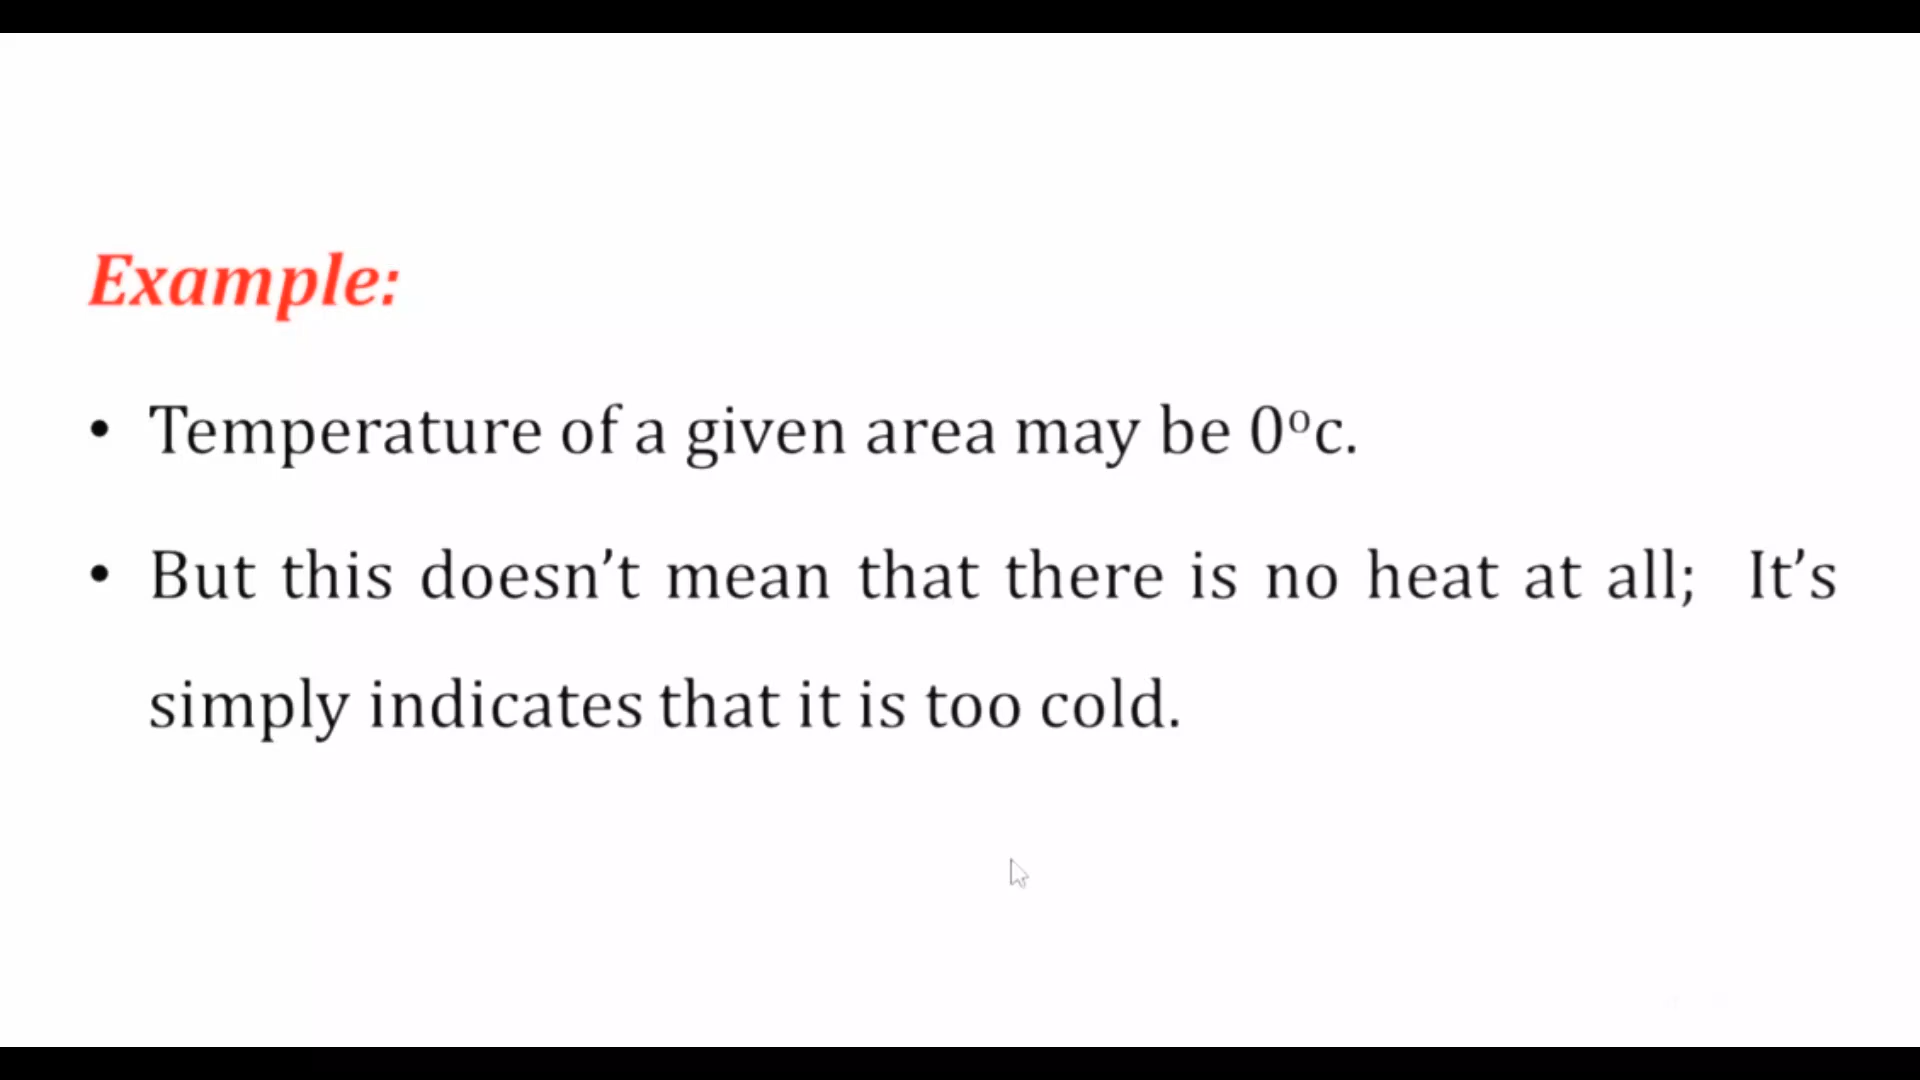 Example:
• Temperature of a given area may be 0ᵒc.
• But this doesn’t mean that there is no heat at all; It’s
simply indicates that it is too cold.